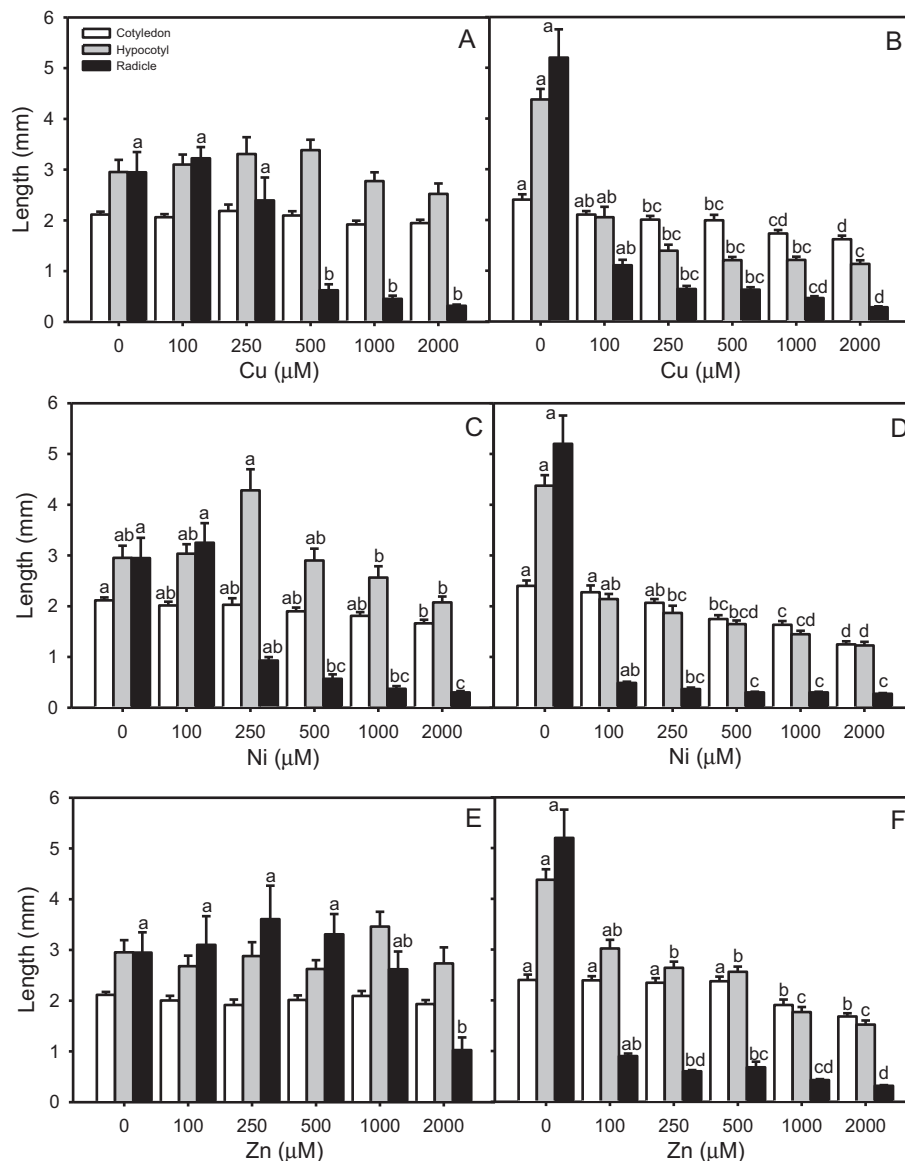 6
5
4
3
2
1
0
Length (mm)
Cotyledon
Hypocotyl
Radicle
A
a
a
a
b
b
b
0 100 250 500 1000 2000
Cu (μM)
B
a
a
a
ab ab
ab
bc
bc
bc
bc
bc
bc
cd
bc
cd
d
c
d
0 100 250 500 1000 2000
Cu (μM)
6
5
4
3
2
1
0
Length (mm)
C
a
ab a
ab
ab a
ab
a
ab
ab
ab
bc
ab
b
bc
b
b
c
0 100 250 500 1000 2000
Ni (μM)
D
a
a
a
a ab
ab
ab bc
bc
bc bcd
c
c cd
c
d d
c
0 100 250 500 1000 2000
Ni (μM)
6
5
4
3
2
1
0
Length (mm)
E
a
a
a
a
ab
b
0 100 250 500 1000 2000
Zn (μM)
F
a
a
a
a
ab
ab
a
b
bd
a
b
bc
b
c
cd
b
c
d
0 100 250 500 1000 2000
Zn (μM)